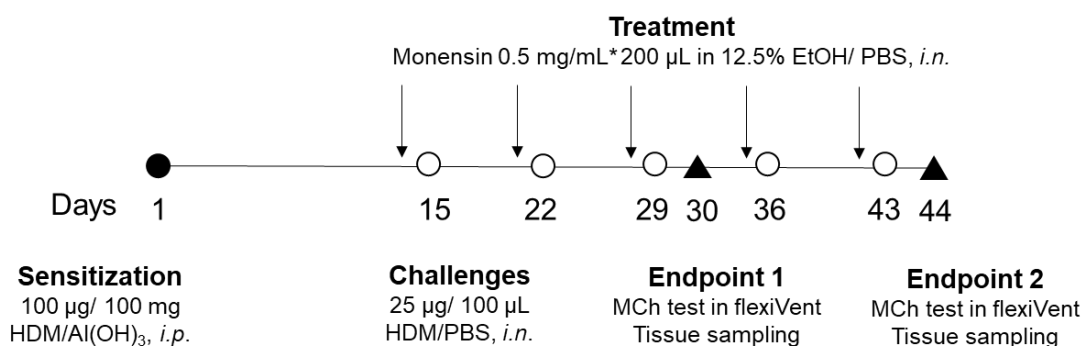 Treatment
Monensin 0.5 mg/mL* 200 µL in 12.5% EtOH/ PBS, i.n.
Days 1 15 22 29 30 36 43 44
Sensitization
100 µg/ 100 mg
HDM/Al(OH)₃, i.p.
Challenges
25 µg/ 100 µL
HDM/PBS, i.n.
Endpoint 1
MCh test in flexiVent
Tissue sampling
Endpoint 2
MCh test in flexiVent
Tissue sampling